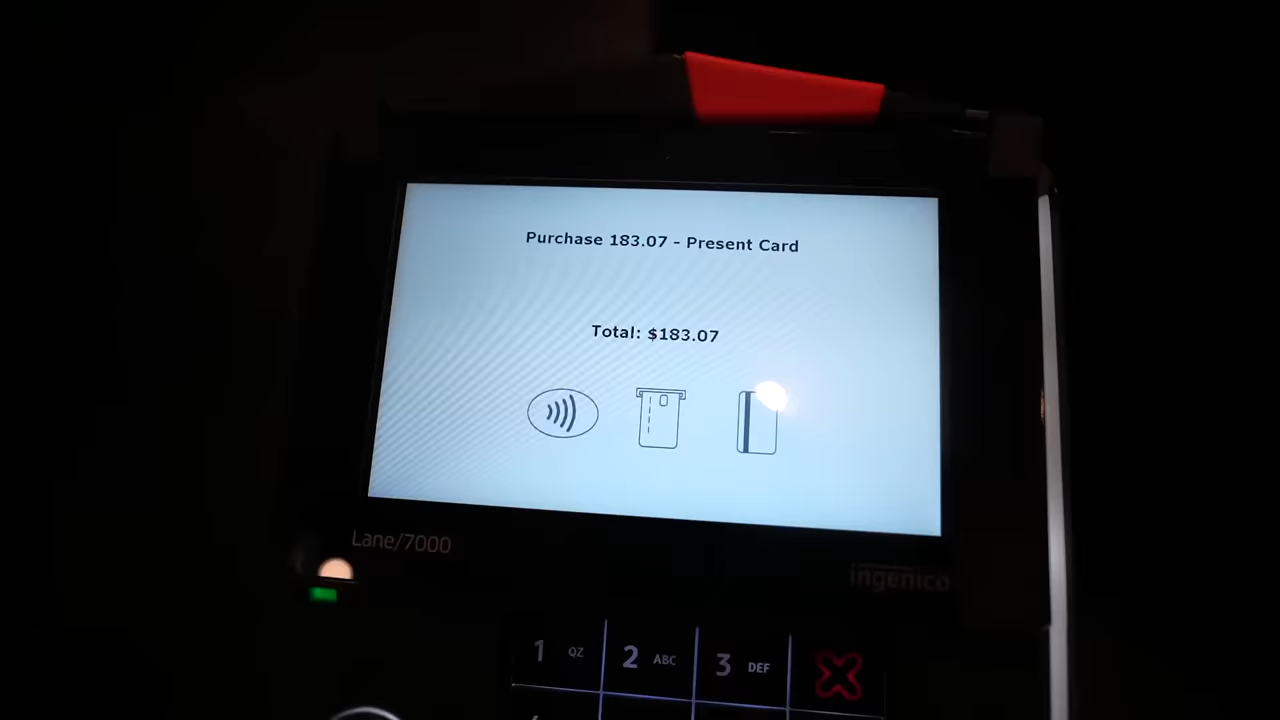 Purchase 183.07 - Present Card
Total: $183.07
Lane/7000
ingenico
1 QZ 2 ABC 3 DEF